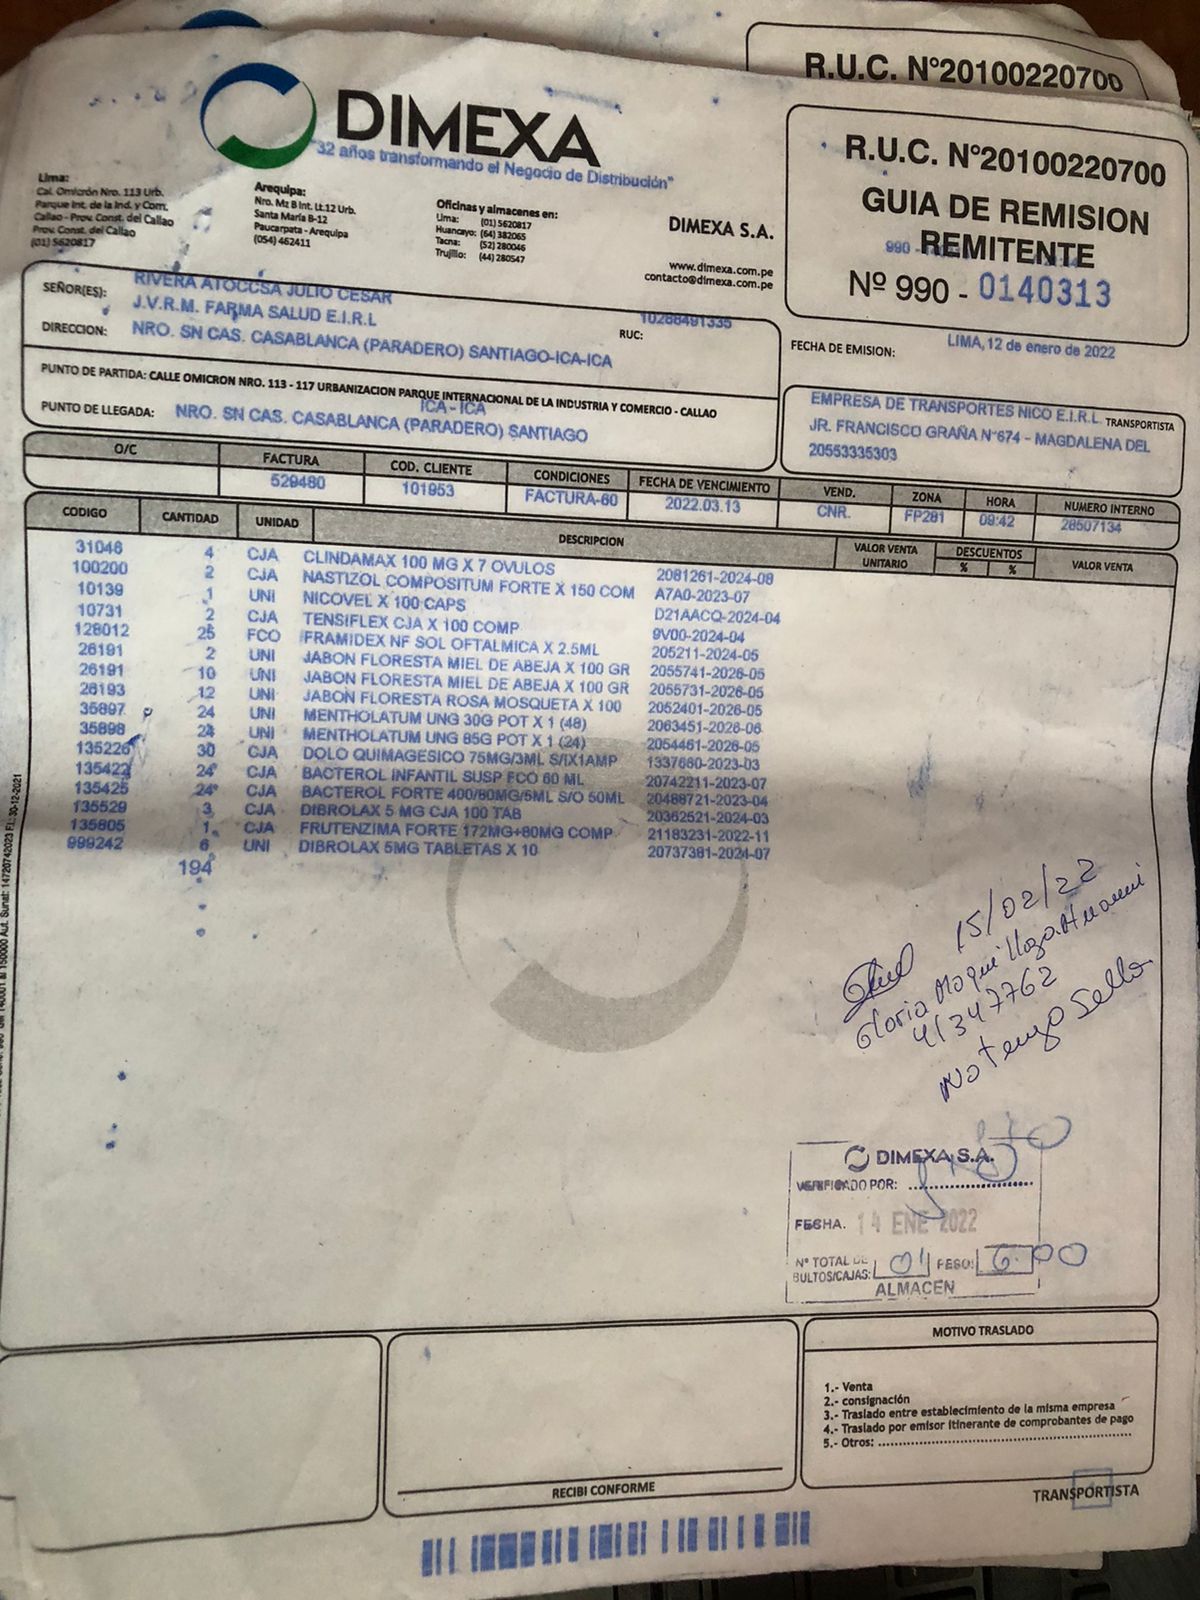 R.U.C. N°20100220700
DIMEXA
"32 años transformando el Negocio de Distribución"
R.U.C. N°20100220700
GUIA DE REMISION
REMITENTE
Nº 990 - 0140313
Lima:
Cal. Omicrón Nro. 113 Urb.
Parque Int. de la Ind. y Com.
Callao - Prov. Const. del Callao
Prov. Const. del Callao
(01) 5620817
Arequipa:
Nro. Mz B Int. Lt.12 Urb.
Santa María B-12
Paucarpata - Arequipa
(054) 462411
Oficinas y almacenes en:
Lima: (01) 5620817
Huancayo: (64) 382065
Tacna: (52) 280046
Trujillo: (44) 280547
DIMEXA S.A.
www.dimexa.com.pe
contacto@dimexa.com.pe
SEÑOR(ES): RIVERA ATOCCSA JULIO CESAR
J.V.R.M. FARMA SALUD E.I.R.L
RUC: 10288491335
DIRECCION: NRO. SN CAS. CASABLANCA (PARADERO) SANTIAGO-ICA-ICA
FECHA DE EMISION: LIMA, 12 de enero de 2022
PUNTO DE PARTIDA: CALLE OMICRON NRO. 113 - 117 URBANIZACION PARQUE INTERNACIONAL DE LA INDUSTRIA Y COMERCIO - CALLAO
ICA - ICA
PUNTO DE LLEGADA: NRO. SN CAS. CASABLANCA (PARADERO) SANTIAGO
EMPRESA DE TRANSPORTES NICO E.I.R.L. TRANSPORTISTA
JR. FRANCISCO GRAÑA N°674 - MAGDALENA DEL
20553335303
O/C FACTURA COD. CLIENTE CONDICIONES FECHA DE VENCIMIENTO VEND. ZONA HORA NUMERO INTERNO
529480 101953 FACTURA-60 2022.03.13 CNR. FP281 09:42 28507134
CODIGO CANTIDAD UNIDAD DESCRIPCION VALOR VENTA UNITARIO DESCUENTOS % % VALOR VENTA
31046 4 CJA CLINDAMAX 100 MG X 7 OVULOS 2081261-2024-08
100200 2 CJA NASTIZOL COMPOSITUM FORTE X 150 COM A7A0-2023-07
10139 1 UNI NICOVEL X 100 CAPS D21AACQ-2024-04
10731 2 CJA TENSIFLEX CJA X 100 COMP 9V00-2024-04
128012 25 FCO FRAMIDEX NF SOL OFTALMICA X 2.5ML 205211-2024-05
26191 2 UNI JABON FLORESTA MIEL DE ABEJA X 100 GR 2055741-2026-05
26191 10 UNI JABON FLORESTA MIEL DE ABEJA X 100 GR 2055731-2026-05
26193 12 UNI JABON FLORESTA ROSA MOSQUETA X 100 2052401-2026-05
35897 24 UNI MENTHOLATUM UNG 30G POT X 1 (48) 2063451-2026-06
35898 24 UNI MENTHOLATUM UNG 85G POT X 1 (24) 2054461-2026-05
135226 30 CJA DOLO QUIMAGESICO 75MG/3ML S/IX1AMP 1337680-2023-03
135422 24 CJA BACTEROL INFANTIL SUSP FCO 60 ML 20742211-2023-07
135425 24 CJA BACTEROL FORTE 400/80MG/5ML S/O 50ML 20488721-2023-04
135529 3 CJA DIBROLAX 5 MG CJA 100 TAB 20362521-2024-03
135805 1 CJA FRUTENZIMA FORTE 172MG+80MG COMP 21183231-2022-11
999242 6 UNI DIBROLAX 5MG TABLETAS X 10 20737381-2024-07
194
15/02/22
Gloria Moquillaza Huamni
41347762
No tengo Sello
DIMEXA S.A.
VERIFICADO POR:
FECHA. 14 ENE 2022
Nº TOTAL DE BULTOS/CAJAS: 01 PESO: 6.00
ALMACEN
MOTIVO TRASLADO
1.- Venta
2.- consignación
3.- Traslado entre establecimiento de la misma empresa
4.- Traslado por emisor itinerante de comprobantes de pago
5.- Otros:
RECIBI CONFORME
TRANSPORTISTA